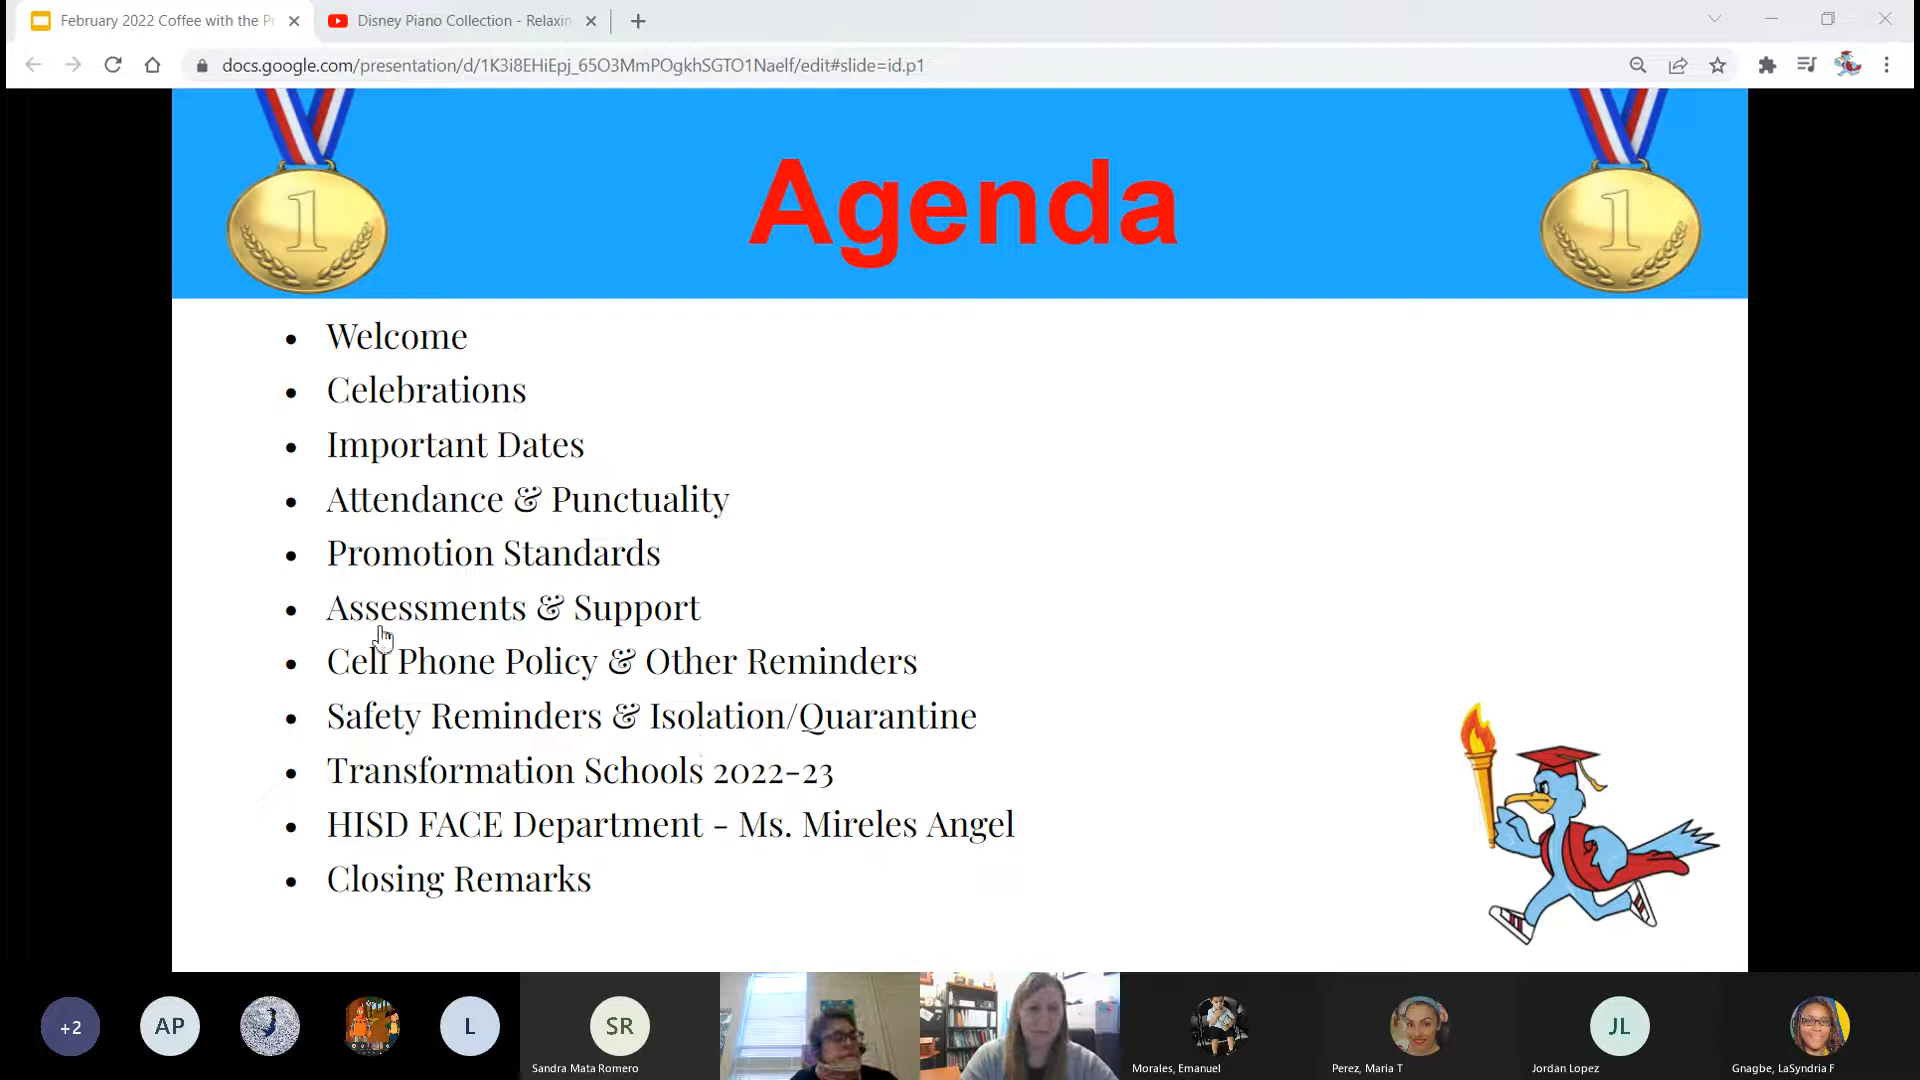 February 2022 Coffee with the Pr
Disney Piano Collection - Relaxin
docs.google.com/presentation/d/1K3i8EHiEpj_65O3MmPOgkhSGTO1Naelf/edit#slide=id.p1
1
1
Agenda
• Welcome
• Celebrations
• Important Dates
• Attendance & Punctuality
• Promotion Standards
• Assessments & Support
• Cell Phone Policy & Other Reminders
• Safety Reminders & Isolation/Quarantine
• Transformation Schools 2022-23
• HISD FACE Department - Ms. Mireles Angel
• Closing Remarks
+2
AP
L
SR
JL
Sandra Mata Romero
Morales, Emanuel
Perez, Maria T
Jordan Lopez
Gnagbe, LaSyndria F